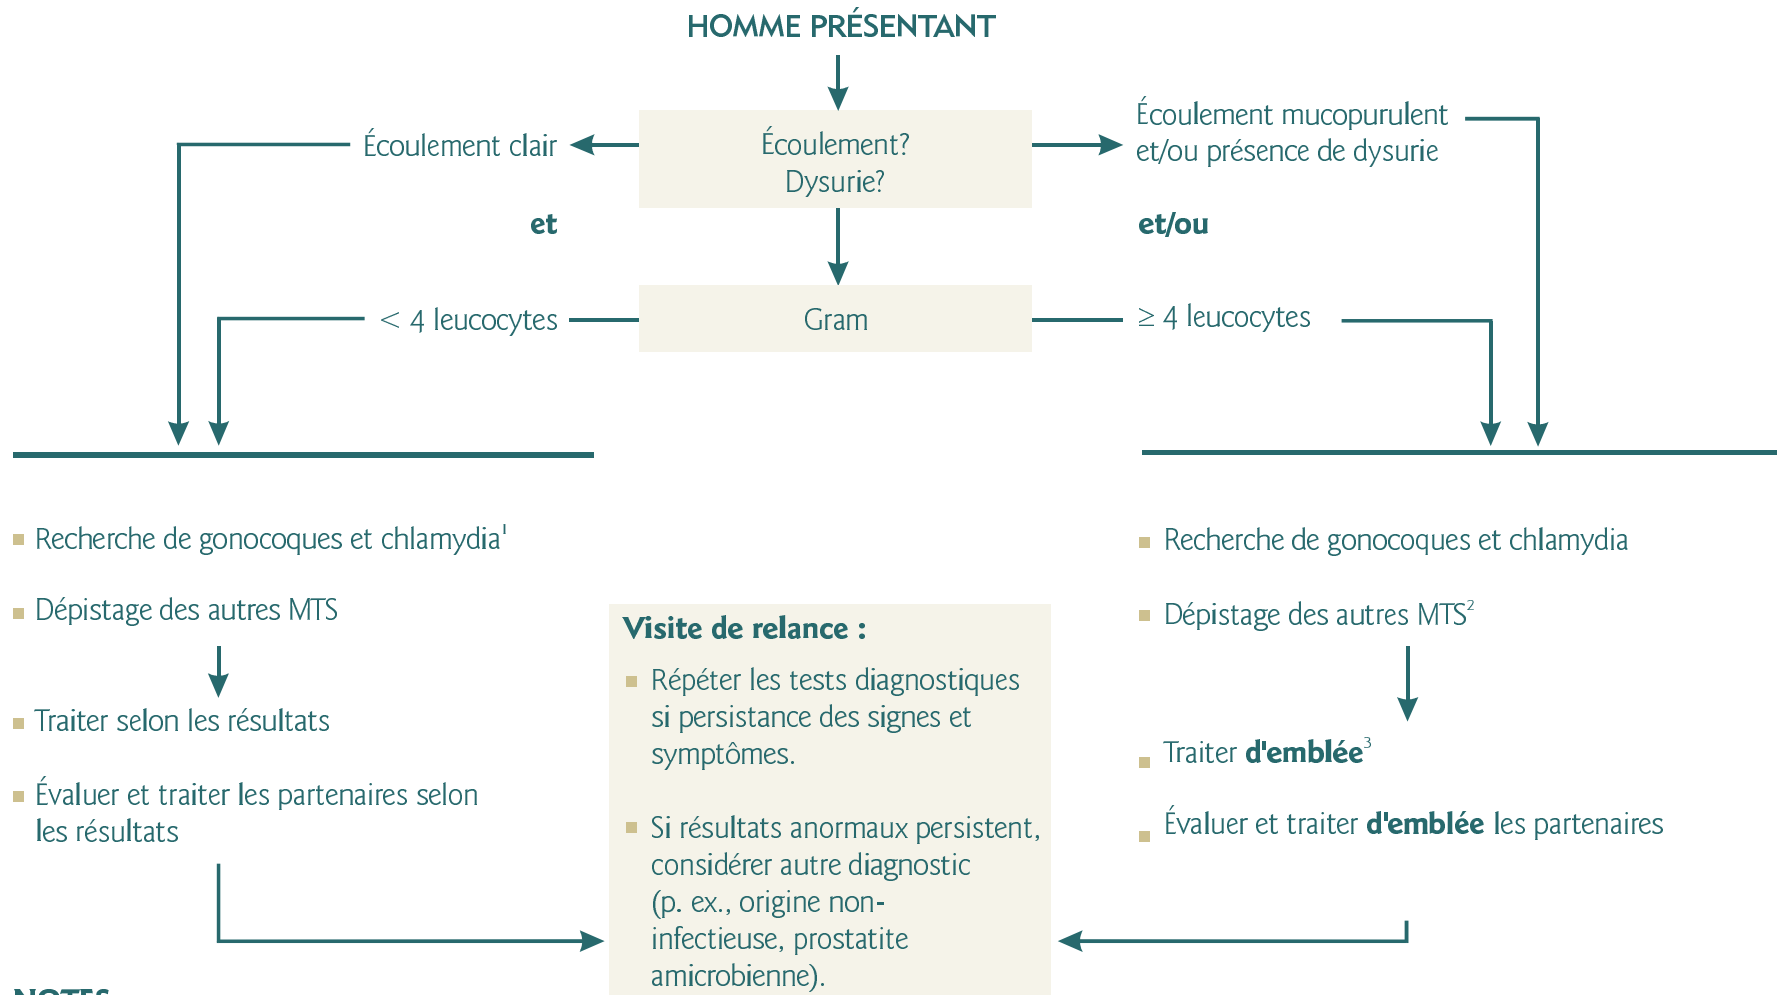 HOMME PRÉSENTANT
Écoulement?
Dysurie?
Écoulement clair
Écoulement mucopurulent
et/ou présence de dysurie
et
et/ou
Gram
< 4 leucocytes
≥ 4 leucocytes
Recherche de gonocoques et chlamydia¹
Dépistage des autres MTS
Traiter selon les résultats
Évaluer et traiter les partenaires selon
les résultats
Visite de relance :
Répéter les tests diagnostiques
si persistance des signes et
symptômes.
Si résultats anormaux persistent,
considérer autre diagnostic
(p. ex., origine non-
infectieuse, prostatite
amicrobienne).
Recherche de gonocoques et chlamydia
Dépistage des autres MTS²
Traiter d'emblée³
Évaluer et traiter d'emblée les partenaires
NOTES